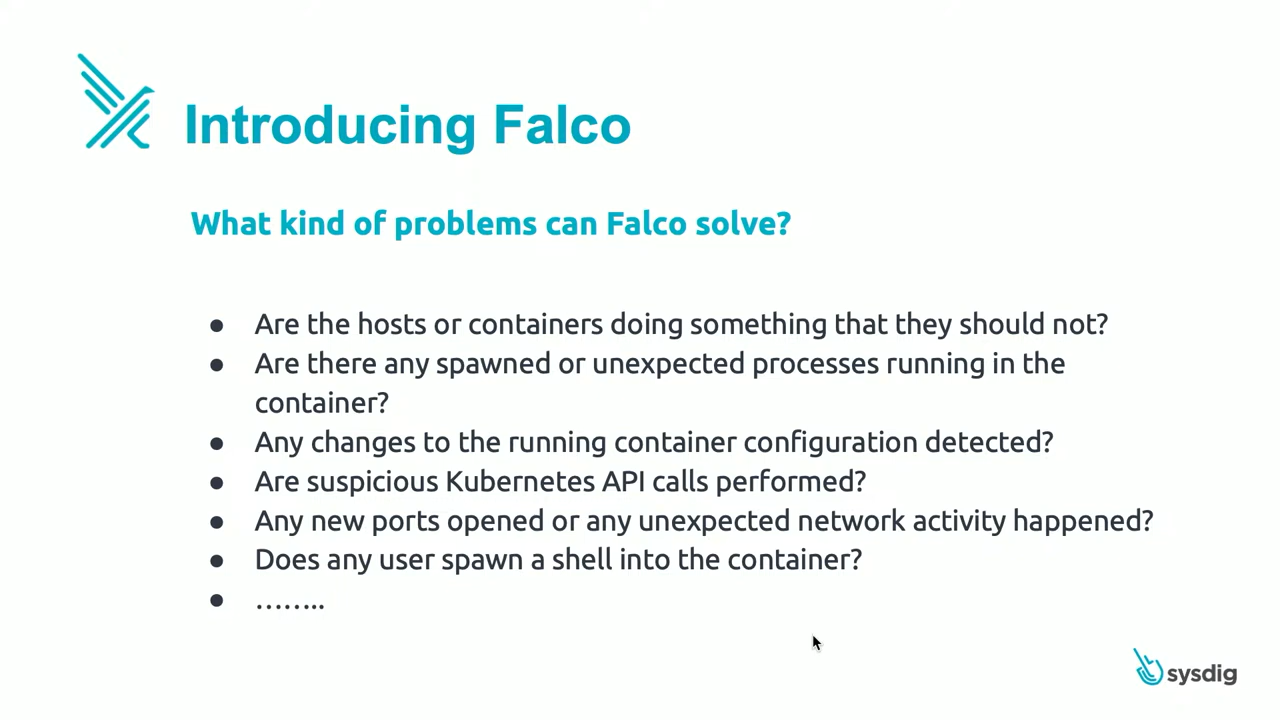 Introducing Falco
What kind of problems can Falco solve?
● Are the hosts or containers doing something that they should not?
● Are there any spawned or unexpected processes running in the
container?
● Any changes to the running container configuration detected?
● Are suspicious Kubernetes API calls performed?
● Any new ports opened or any unexpected network activity happened?
● Does any user spawn a shell into the container?
● ……..
sysdig